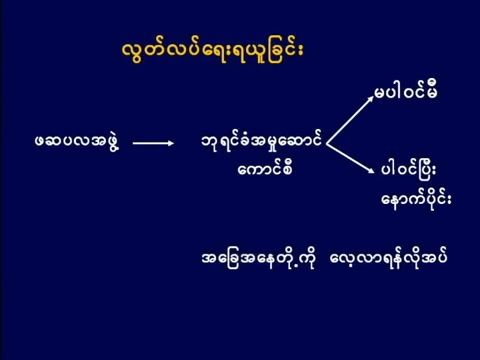 လွတ်လပ်ရေးရယူခြင်း
မပါဝင်မီ
ဖဆပလအဖွဲ့
ဘုရင်ခံအမှုဆောင်
ကောင်စီ
ပါဝင်ပြီး
နောက်ပိုင်း
အခြေအနေတို့ကို လေ့လာရန်လိုအပ်